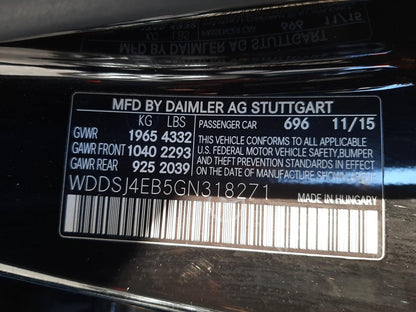 MFD BY DAIMLER AG STUTTGART
KG LBS
GVWR 1965 4332
GAWR FRONT 1040 2293
GAWR REAR 925 2039
PASSENGER CAR 696 11/15
THIS VEHICLE CONFORMS TO ALL APPLICABLE
U.S. FEDERAL MOTOR VEHICLE SAFETY, BUMPER
AND THEFT PREVENTION STANDARDS IN EFFECT
ON THE DATE OF MANUFACTURE SHOWN ABOVE.
WDDSJ4EB5GN318271
MADE IN HUNGARY